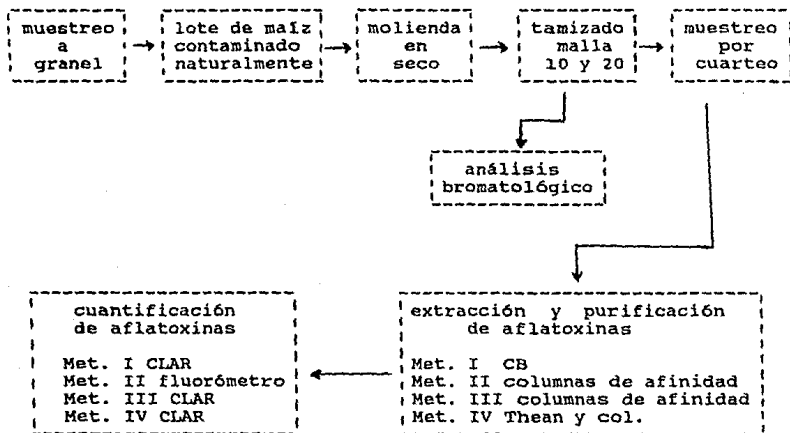 muestreo
a
granel
lote de maíz
contaminado
naturalmente
molienda
en
seco
tamizado
malla
10 y 20
muestreo
por
cuarteo
análisis
bromatológico
extracción y purificación
de aflatoxinas
Met. I CB
Met. II columnas de afinidad
Met. III columnas de afinidad
Met. IV Thean y col.
cuantificación
de aflatoxinas
Met. I CLAR
Met. II fluorómetro
Met. III CLAR
Met. IV CLAR